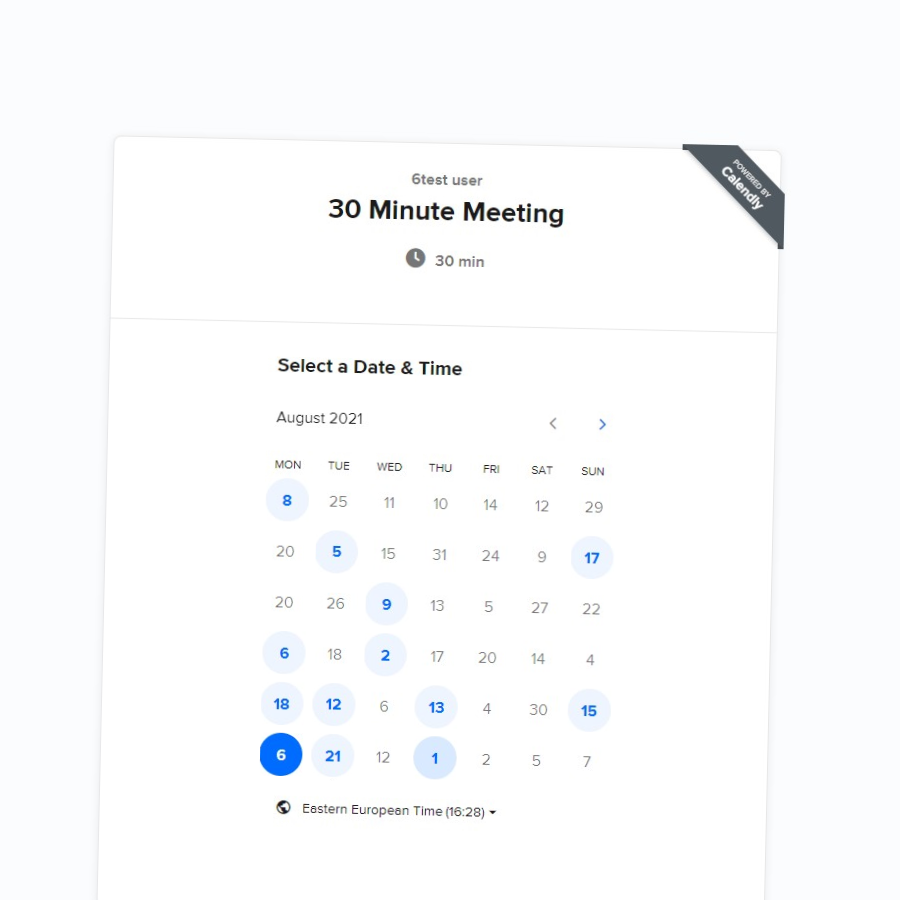 POWERED BY
Calendly
6test user
30 Minute Meeting
30 min
Select a Date & Time
August 2021
MON TUE WED THU FRI SAT SUN
8 25 11 10 14 12 29
20 5 15 31 24 9 17
20 26 9 13 5 27 22
6 18 2 17 20 14 4
18 12 6 13 4 30 15
6 21 12 1 2 5 7
Eastern European Time (16:28)